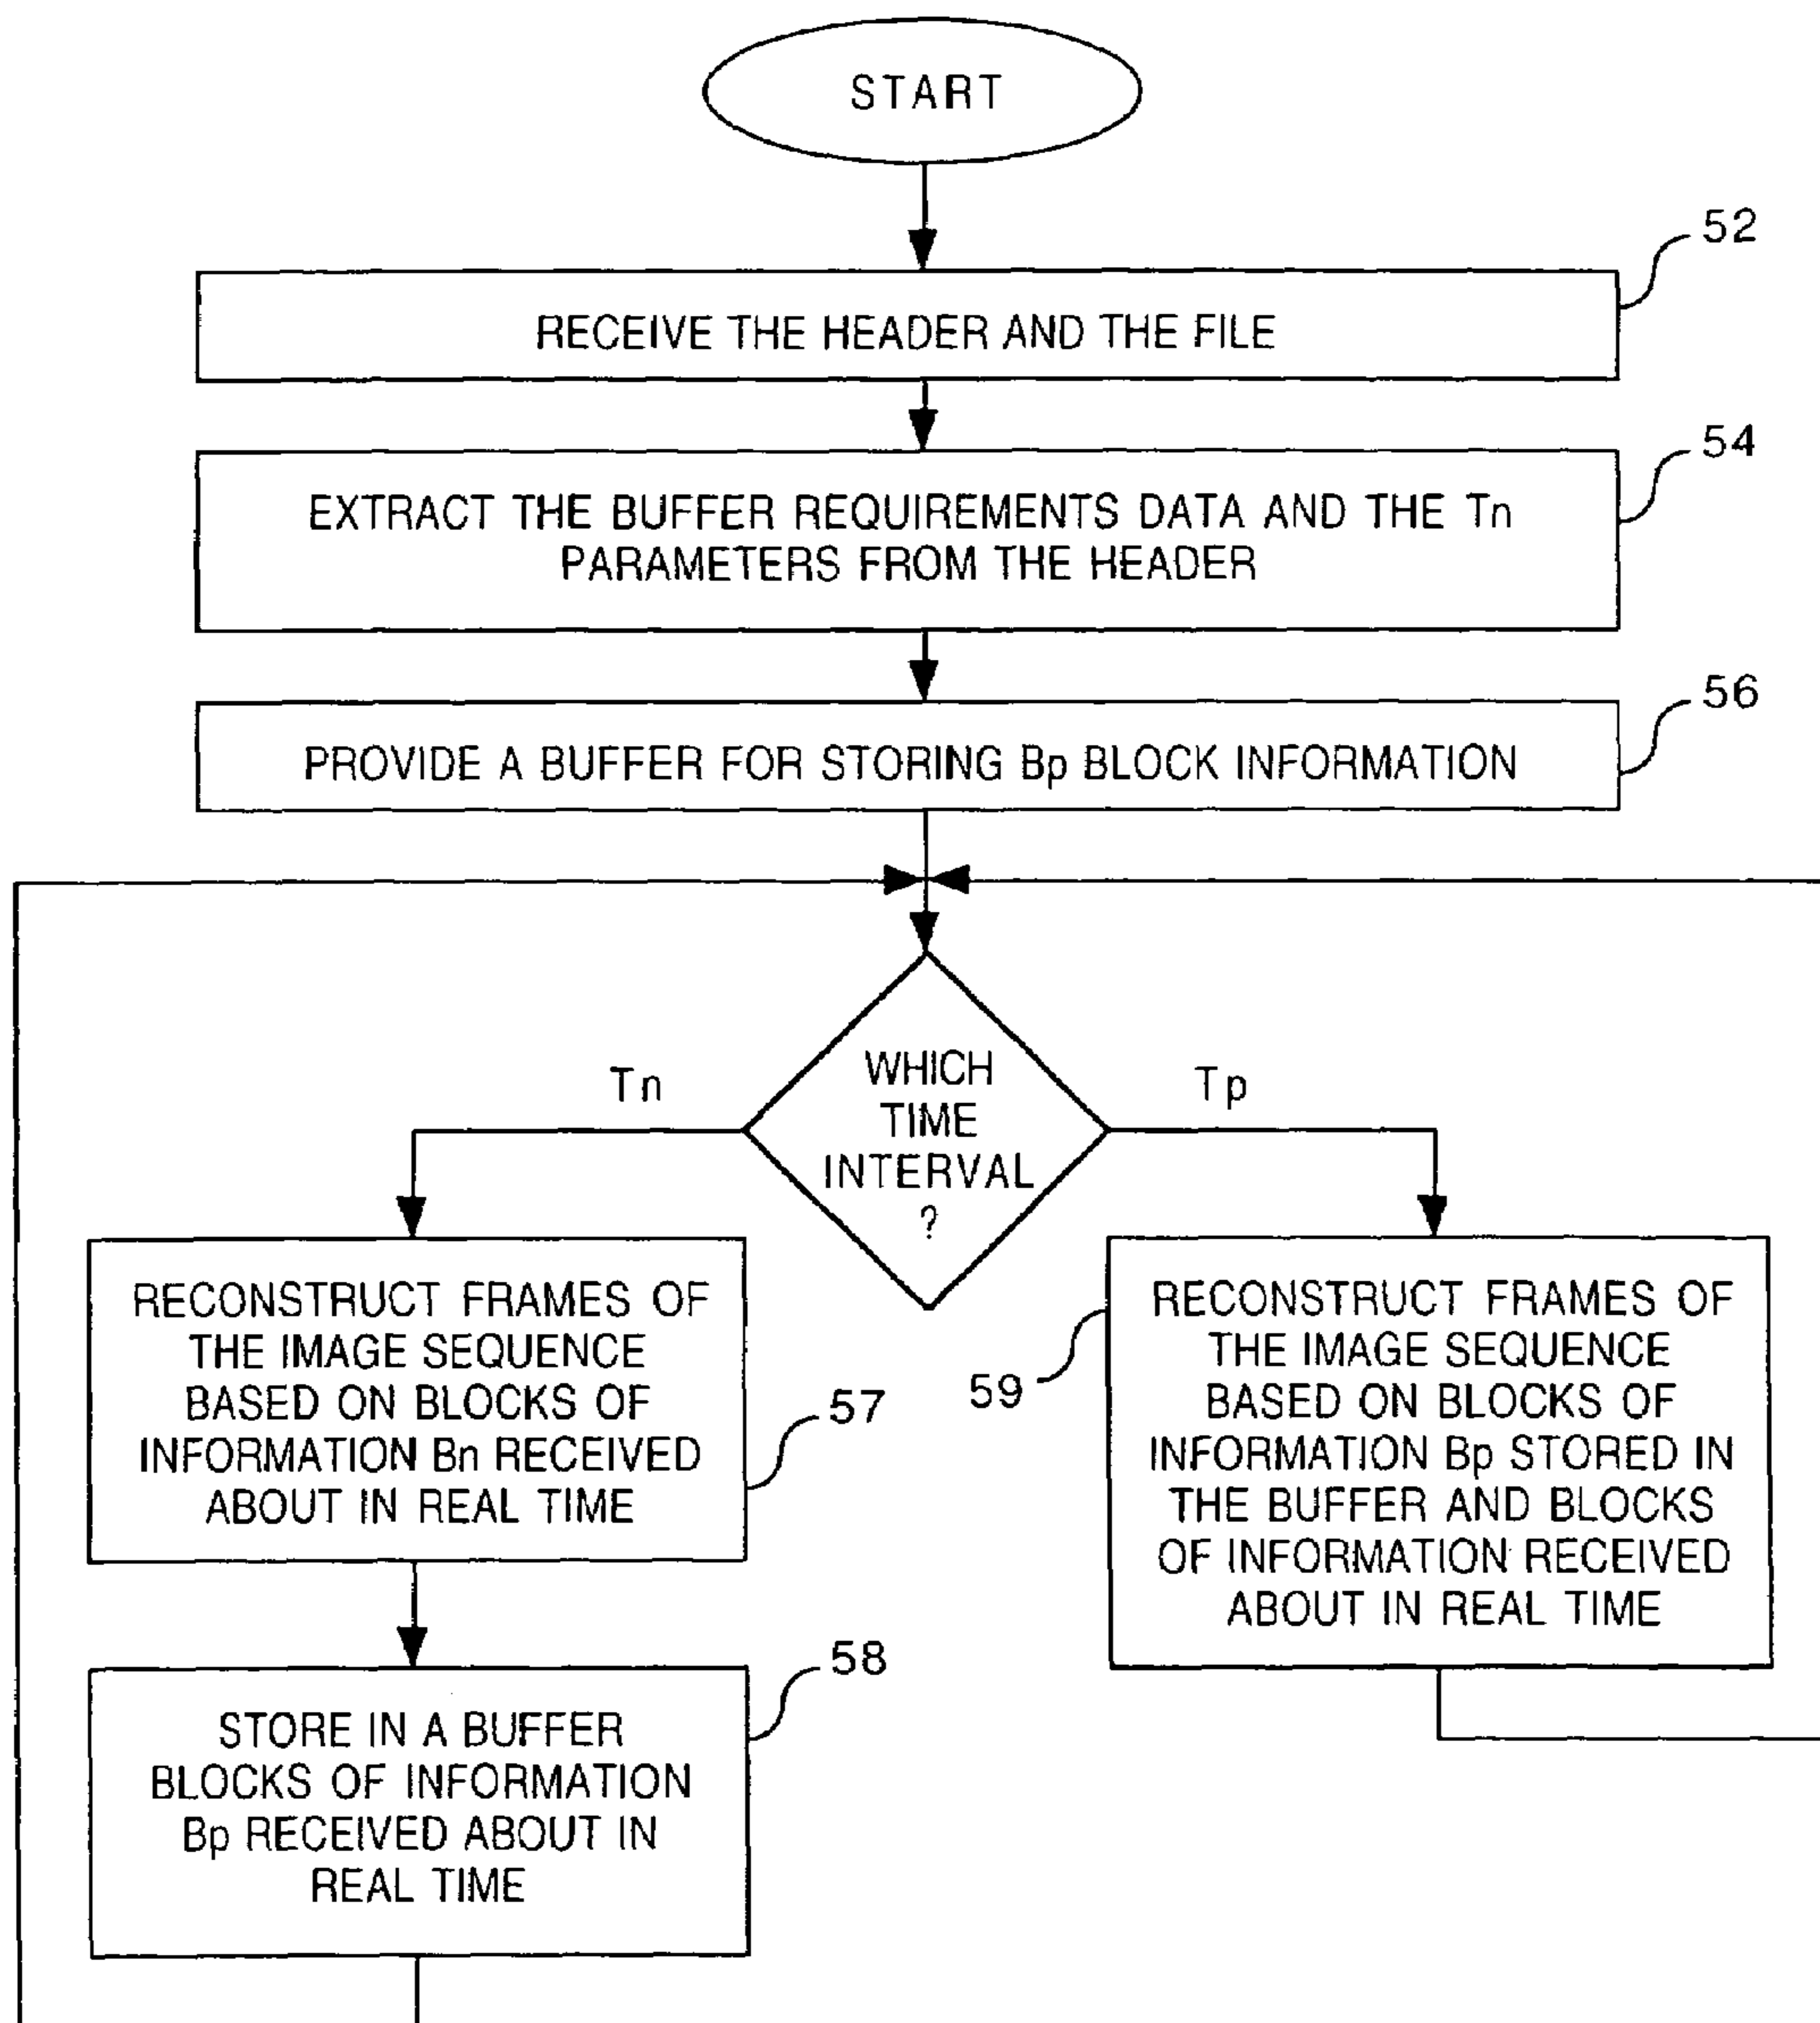 START
52
RECEIVE THE HEADER AND THE FILE
54
EXTRACT THE BUFFER REQUIREMENTS DATA AND THE Tn
PARAMETERS FROM THE HEADER
56
PROVIDE A BUFFER FOR STORING Bp BLOCK INFORMATION
WHICH
TIME
INTERVAL
?
Tn
Tp
RECONSTRUCT FRAMES OF
THE IMAGE SEQUENCE
BASED ON BLOCKS OF
INFORMATION Bn RECEIVED
ABOUT IN REAL TIME
57
59
RECONSTRUCT FRAMES OF
THE IMAGE SEQUENCE
BASED ON BLOCKS OF
INFORMATION Bp STORED IN
THE BUFFER AND BLOCKS
OF INFORMATION RECEIVED
ABOUT IN REAL TIME
58
STORE IN A BUFFER
BLOCKS OF INFORMATION
Bp RECEIVED ABOUT IN
REAL TIME